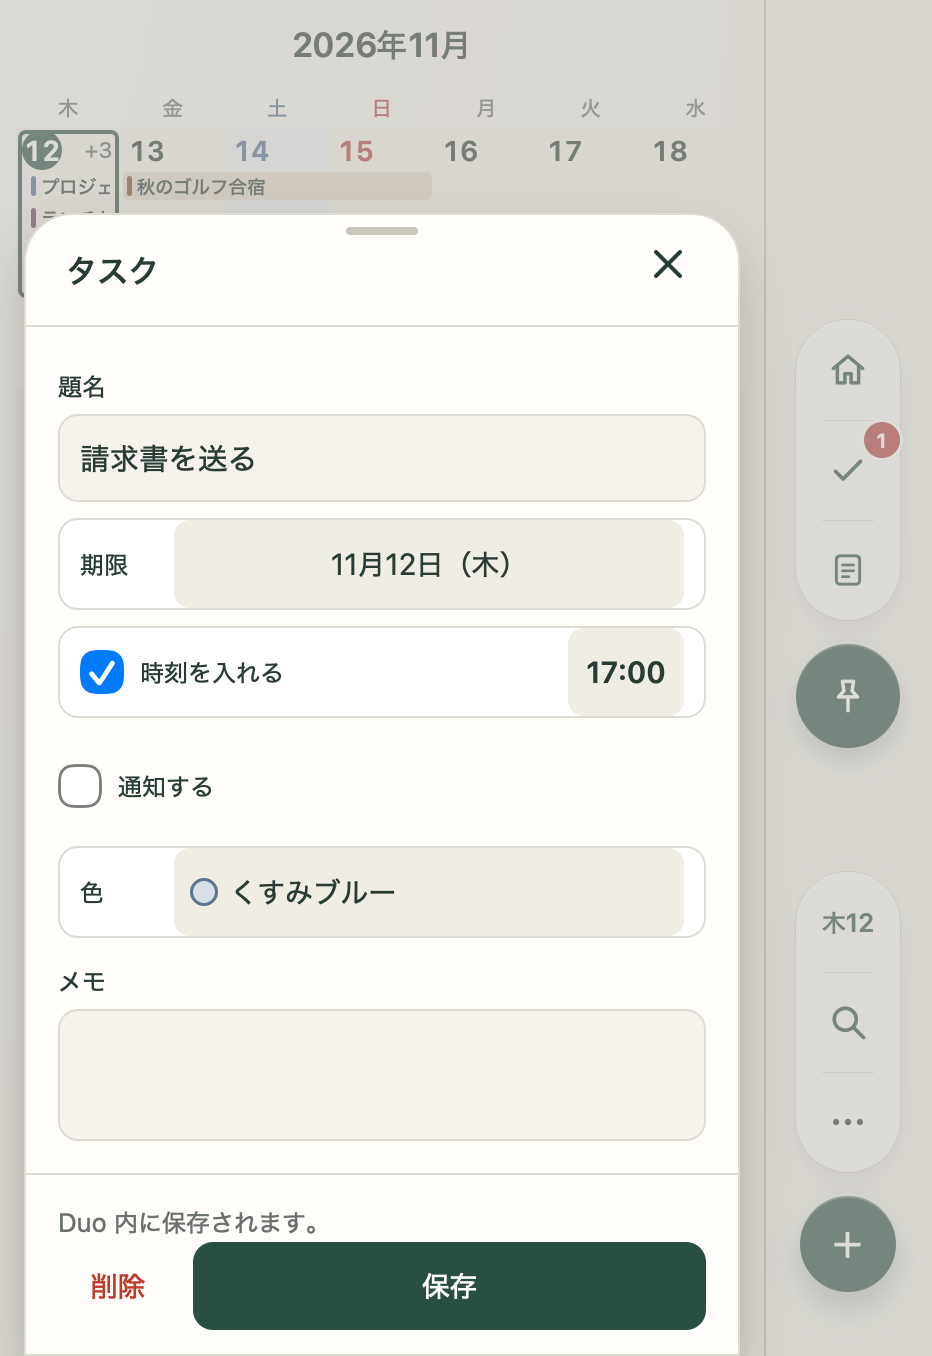 2026年11月
木 金 土 日 月 火 水
12 +3 13 14 15 16 17 18
プロジェ 秋のゴルフ合宿
タスク
題名
請求書を送る
期限 11月12日（木）
時刻を入れる 17:00
通知する
色 くすみブルー
メモ
Duo 内に保存されます。
削除 保存
1
木12